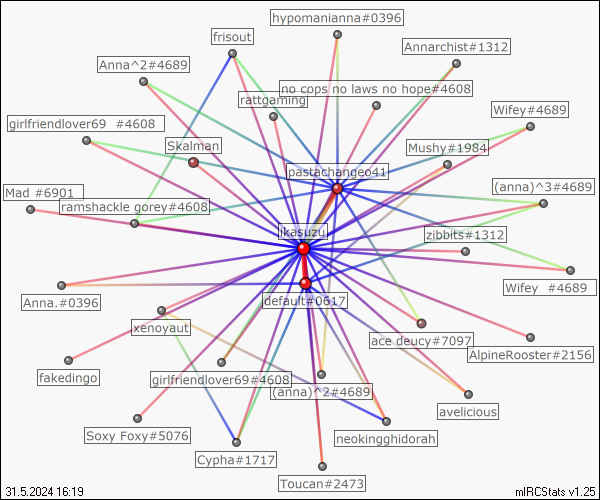 hypomanianna#0396
frisout
Annarchist#1312
Anna^2#4689
no cops no laws no hope#4608
rattgaming
Wifey#4689
girlfriendlover69 #4608
Skalman
Mushy#1984
pastachangeo41
Mad #6901
ramshackle gorey#4608
(anna)^3#4689
ikasuzu
zibbits#1312
Wifey #4689
Anna.#0396
default#0617
xenoyaut
ace deucy#7097
AlpineRooster#2156
fakedingo
girlfriendlover69#4608
(anna)^2#4689
avelicious
Soxy Foxy#5076
neokingghidorah
Cypha#1717
Toucan#2473
31.5.2024 16:19
mIRCStats v1.25